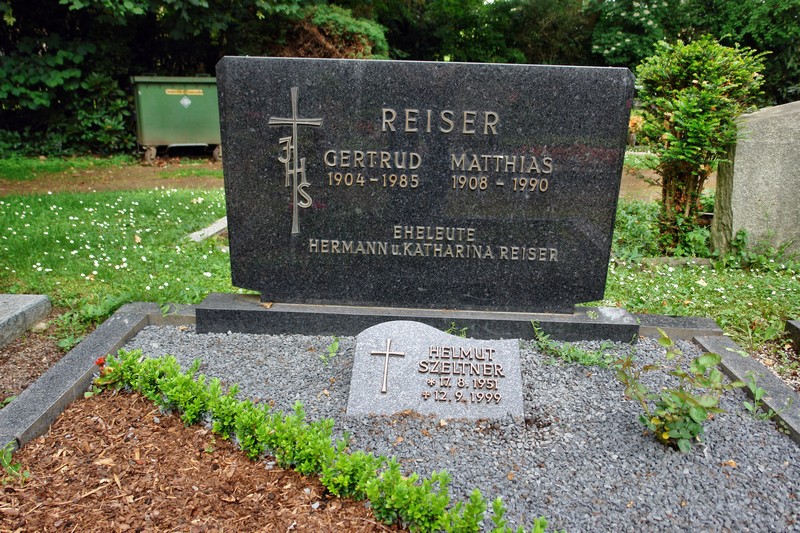 REISER
GERTRUD MATTHIAS
1904 - 1985 1908 - 1990
JHS
EHELEUTE
HERMANN u. KATHARINA REISER
HELMUT
SZELTNER
* 17. 8. 1951
+ 12. 9. 1999